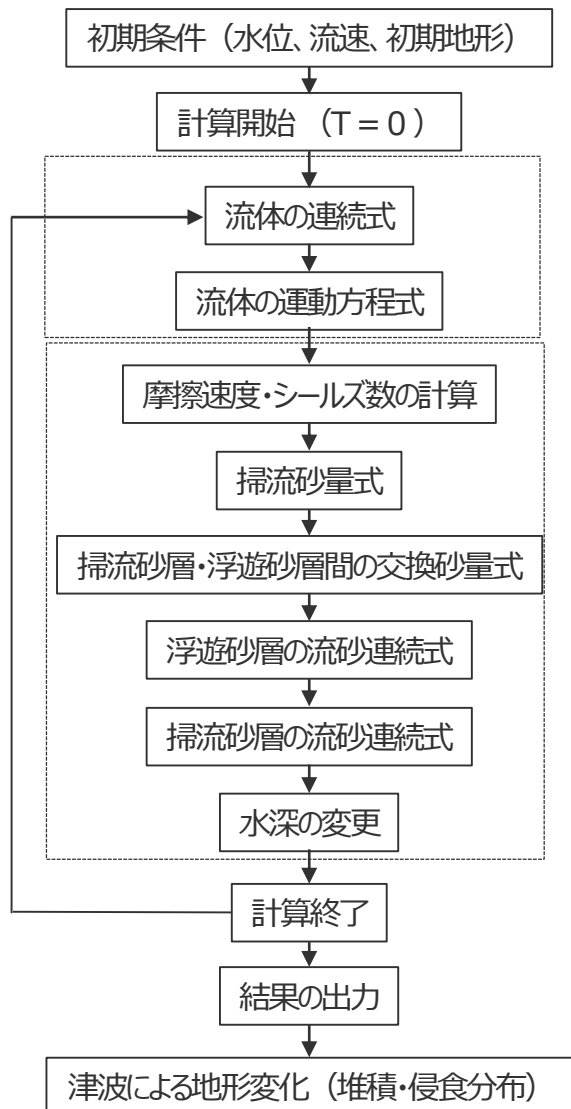 初期条件（水位、流速、初期地形）
計算開始 （T＝０）
流体の連続式
流体の運動方程式
摩擦速度・シールズ数の計算
掃流砂量式
掃流砂層・浮遊砂層間の交換砂量式
浮遊砂層の流砂連続式
掃流砂層の流砂連続式
水深の変更
計算終了
結果の出力
津波による地形変化（堆積・侵食分布）